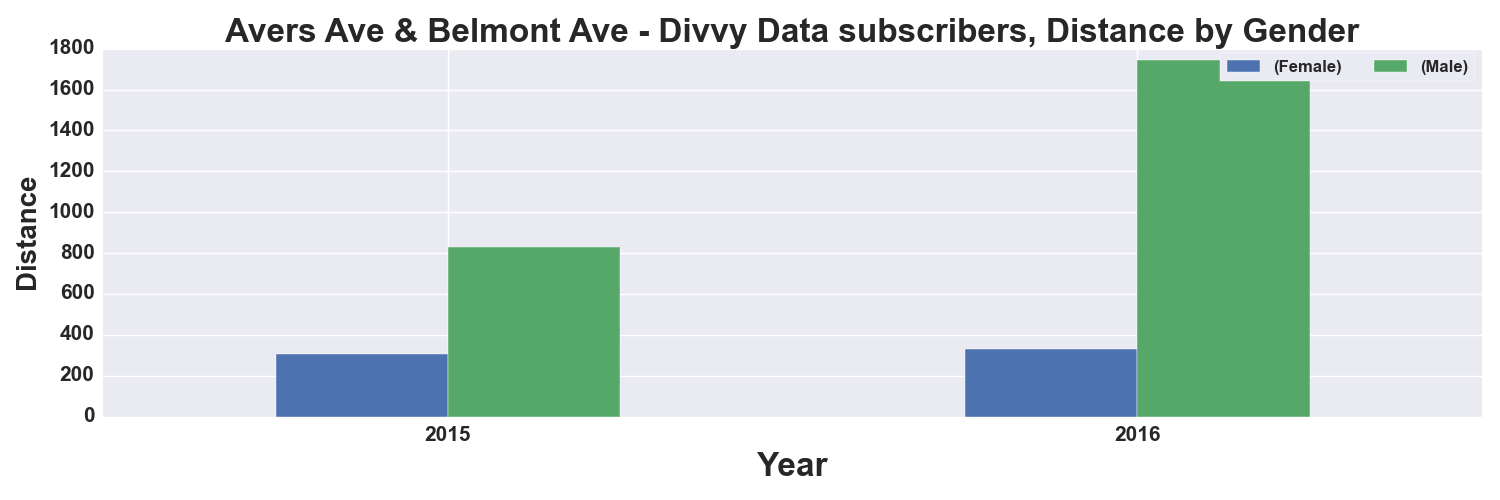 Avers Ave & Belmont Ave - Divvy Data subscribers, Distance by Gender
(Female) (Male)
Distance
1800
1600
1400
1200
1000
800
600
400
200
0
2015 2016
Year